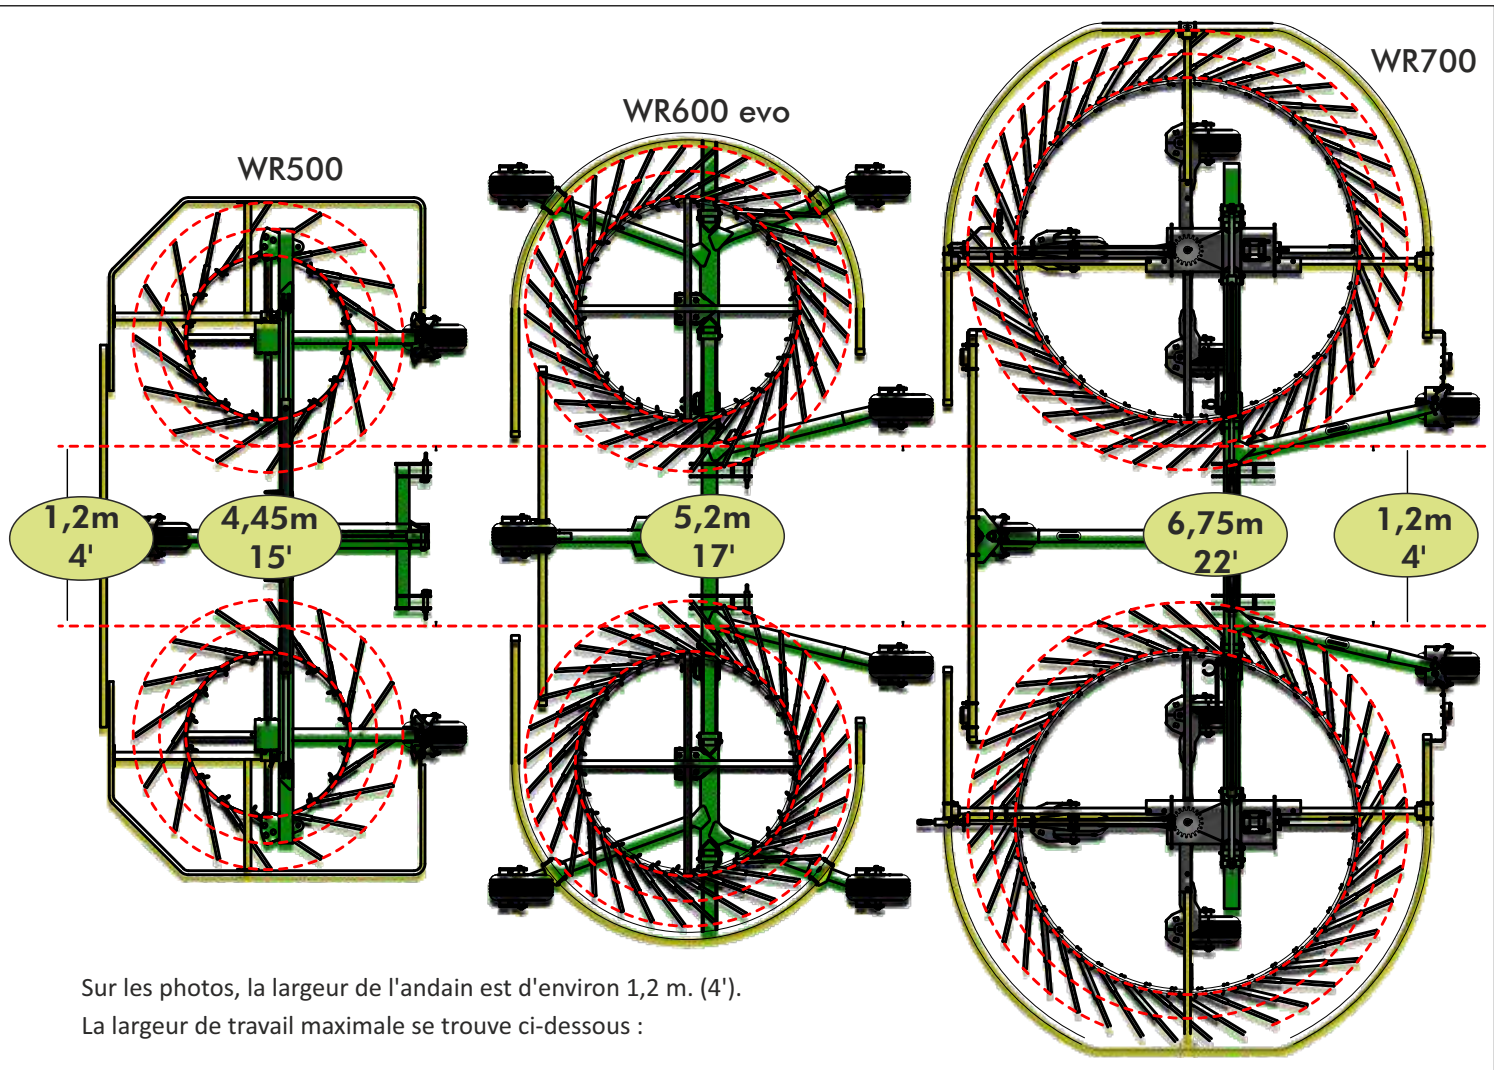 WR700
WR600 evo
WR500
1,2m
4'
4,45m
15'
5,2m
17'
6,75m
22'
1,2m
4'
Sur les photos, la largeur de l'andain est d'environ 1,2 m. (4').
La largeur de travail maximale se trouve ci-dessous :